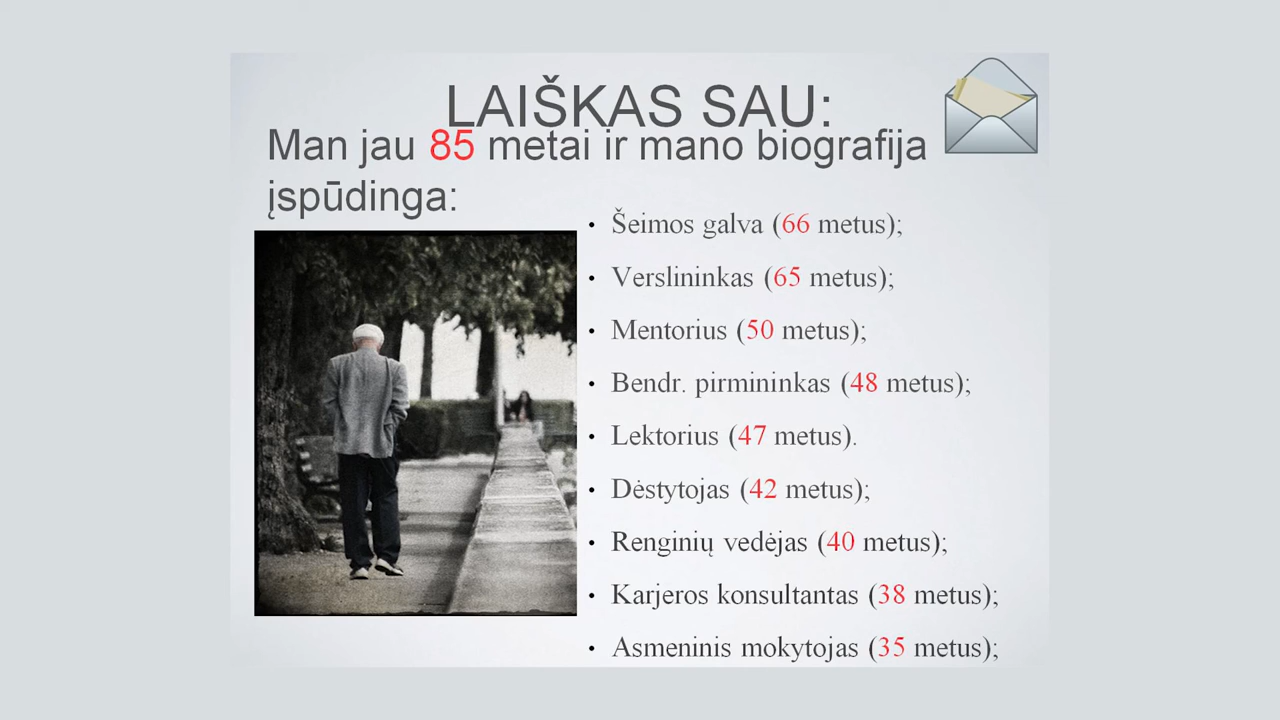 LAIŠKAS SAU:
Man jau 85 metai ir mano biografija
įspūdinga:
• Šeimos galva (66 metus);
• Verslininkas (65 metus);
• Mentorius (50 metus);
• Bendr. pirmininkas (48 metus);
• Lektorius (47 metus).
• Dėstytojas (42 metus);
• Renginių vedėjas (40 metus);
• Karjeros konsultantas (38 metus);
• Asmeninis mokytojas (35 metus);